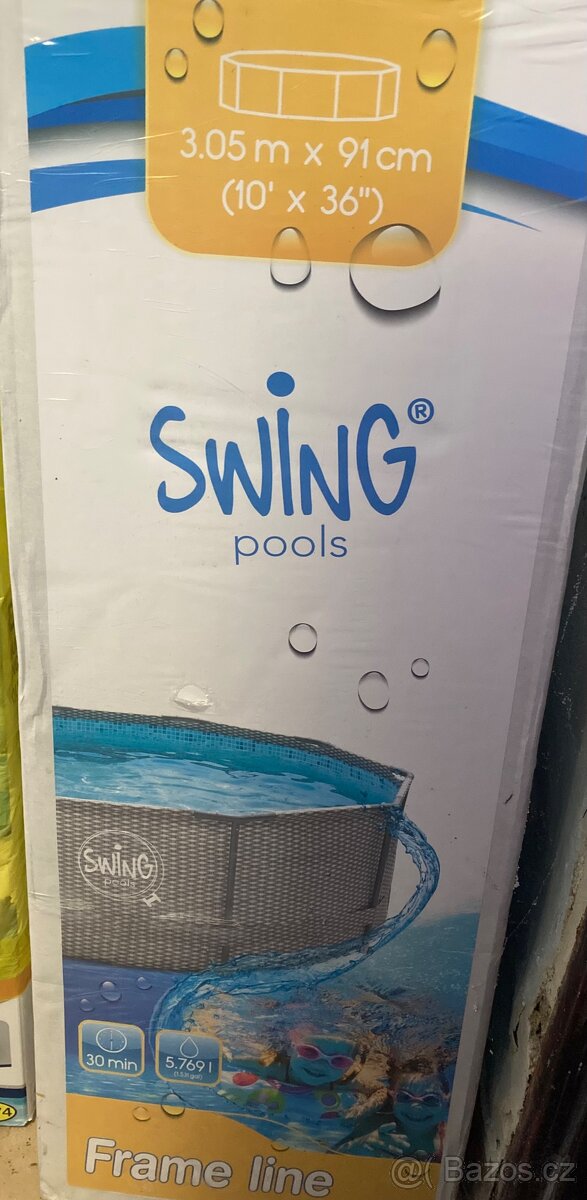 3.05 m x 91 cm
(10' x 36")
SWING®
pools
SWING
pools
30 min
5.769 l
Frame line
@ Bazos.cz